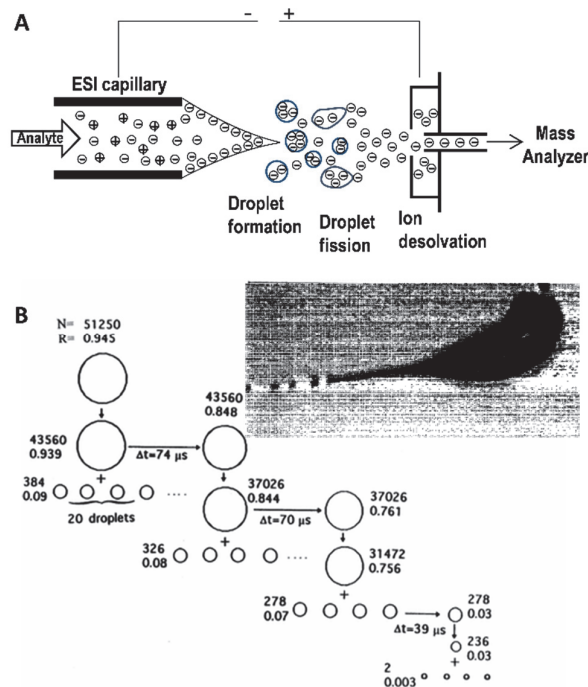 A
− +
ESI capillary
Analyte
Mass
Analyzer
Droplet
formation
Droplet
fission
Ion
desolvation
B
N= 51250
R= 0.945
43560
0.939
Δt=74 μs
43560
0.848
+
384
0.09
....
20 droplets
37026
0.844
Δt=70 μs
37026
0.761
+
326
0.08
....
31472
0.756
+
278
0.07
Δt=39 μs
278
0.03
236
0.03
+
2
0.003